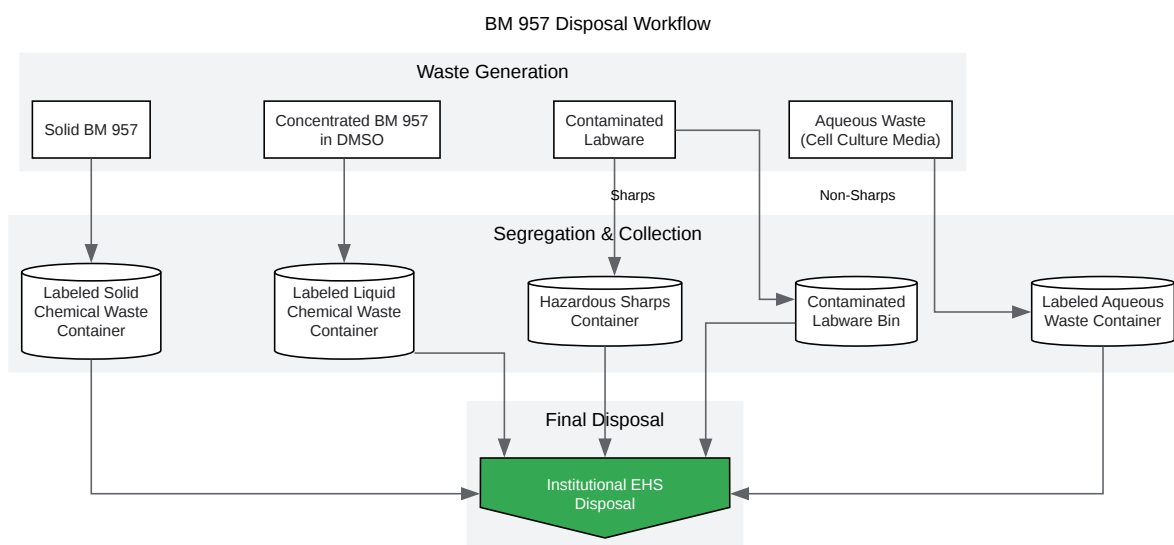 BM 957 Disposal Workflow
Waste Generation
Solid BM 957
Concentrated BM 957
in DMSO
Contaminated
Labware
Aqueous Waste
(Cell Culture Media)
Sharps
Non-Sharps
Segregation & Collection
Labeled Solid
Chemical Waste
Container
Labeled Liquid
Chemical Waste
Container
Hazardous Sharps
Container
Contaminated
Labware Bin
Labeled Aqueous
Waste Container
Final Disposal
Institutional EHS
Disposal